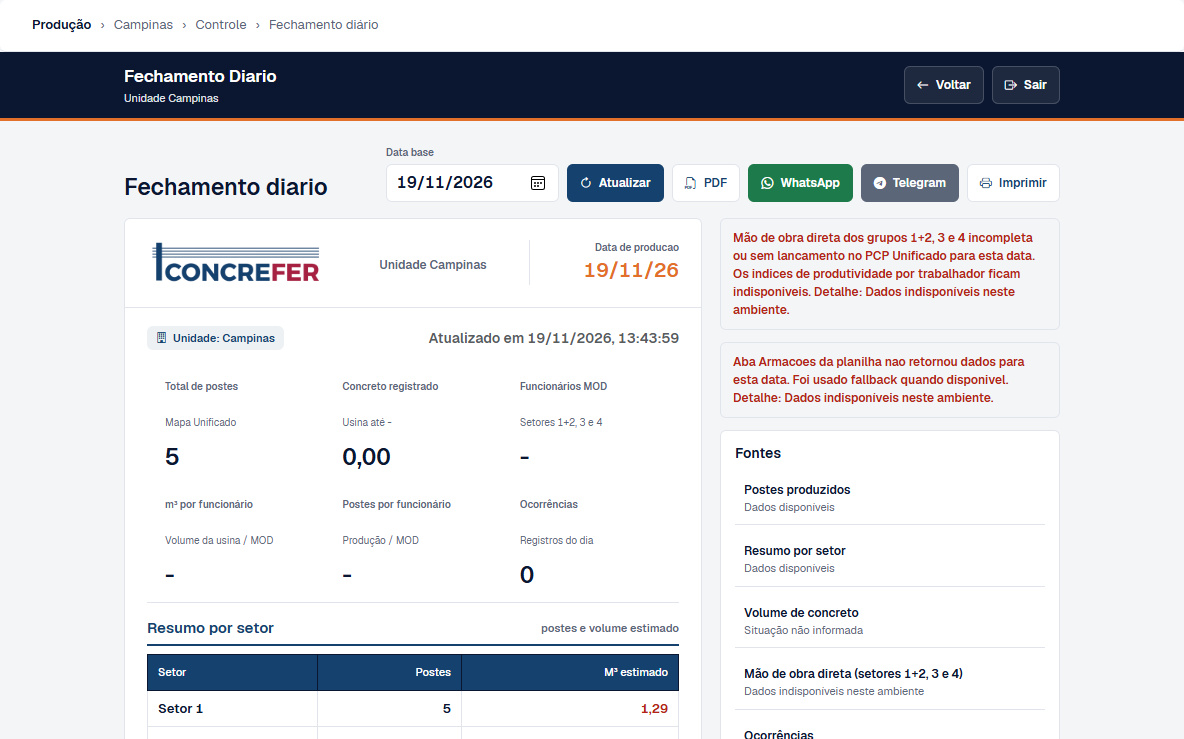 Produção › Campinas › Controle › Fechamento diário
Fechamento Diario
Unidade Campinas
Voltar
Sair
Fechamento diario
Data base
19/11/2026
Atualizar
PDF
WhatsApp
Telegram
Imprimir
CONCREFER
Unidade Campinas
Data de producao
19/11/26
Unidade: Campinas
Atualizado em 19/11/2026, 13:43:59
Total de postes
Mapa Unificado
5
Concreto registrado
Usina até -
0,00
Funcionários MOD
Setores 1+2, 3 e 4
-
m³ por funcionário
Volume da usina / MOD
-
Postes por funcionário
Produção / MOD
-
Ocorrências
Registros do dia
0
Resumo por setor
postes e volume estimado
Setor Postes M³ estimado
Setor 1 5 1,29
Mão de obra direta dos grupos 1+2, 3 e 4 incompleta
ou sem lancamento no PCP Unificado para esta data.
Os indices de produtividade por trabalhador ficam
indisponiveis. Detalhe: Dados indisponíveis neste
ambiente.
Aba Armacoes da planilha nao retornou dados para
esta data. Foi usado fallback quando disponivel.
Detalhe: Dados indisponíveis neste ambiente.
Fontes
Postes produzidos
Dados disponíveis
Resumo por setor
Dados disponíveis
Volume de concreto
Situação não informada
Mão de obra direta (setores 1+2, 3 e 4)
Dados indisponíveis neste ambiente
Ocorrências